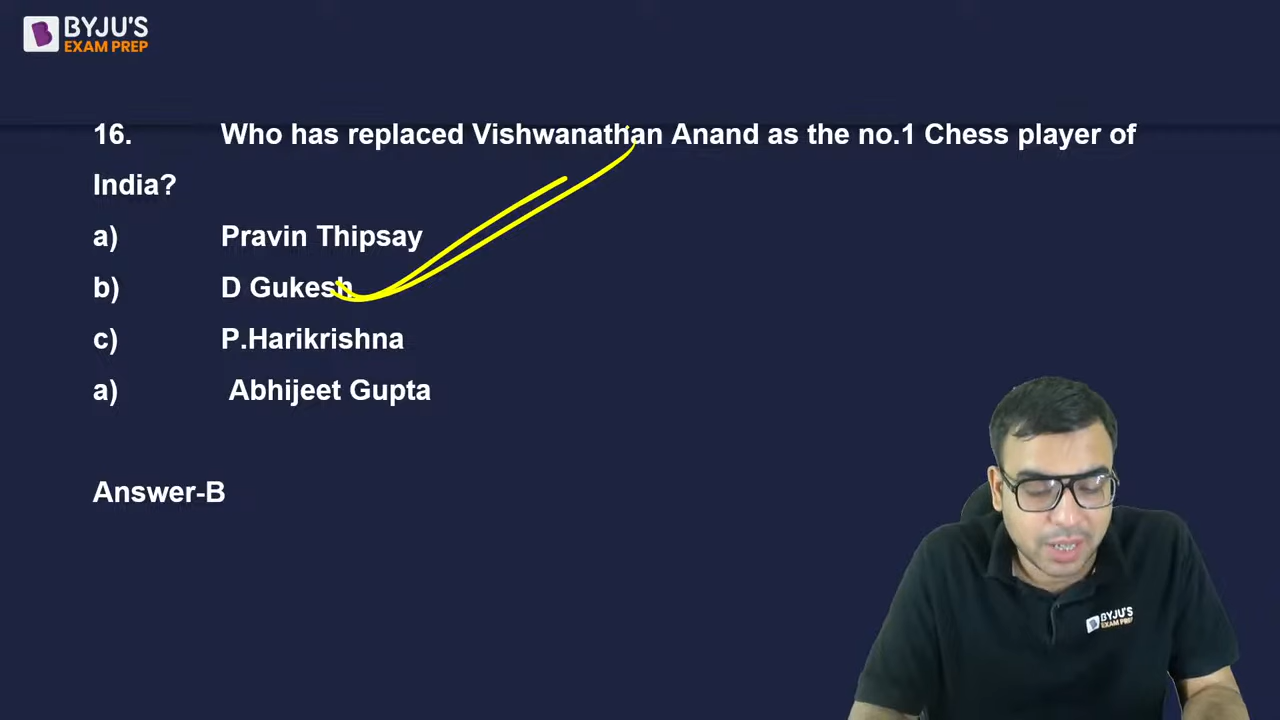 BYJU'S
EXAM PREP
16. Who has replaced Vishwanathan Anand as the no.1 Chess player of
India?
a) Pravin Thipsay
b) D Gukesh
c) P.Harikrishna
a) Abhijeet Gupta
Answer-B
BYJU'S
EXAM PREP